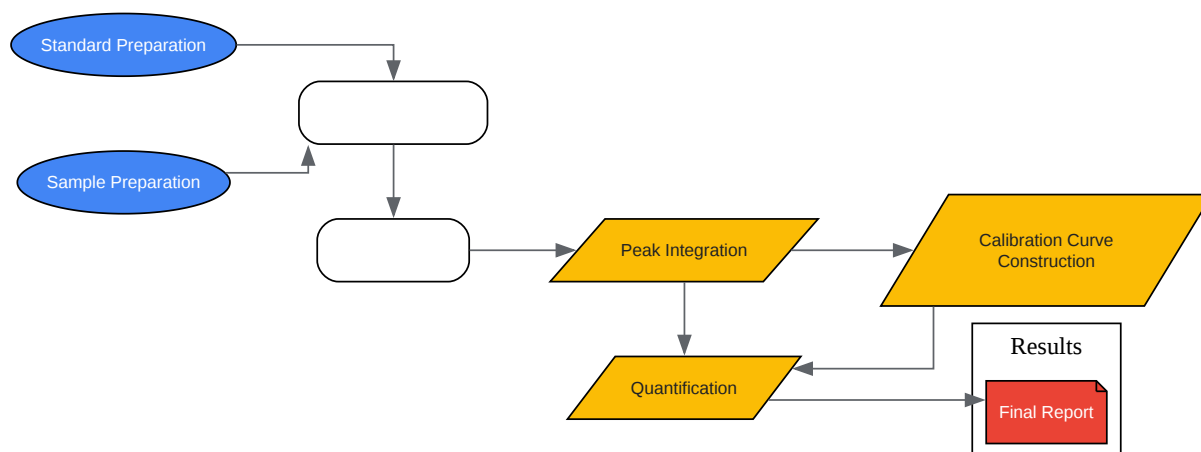 Standard Preparation
Sample Preparation
Peak Integration
Calibration Curve
Construction
Results
Quantification
Final Report